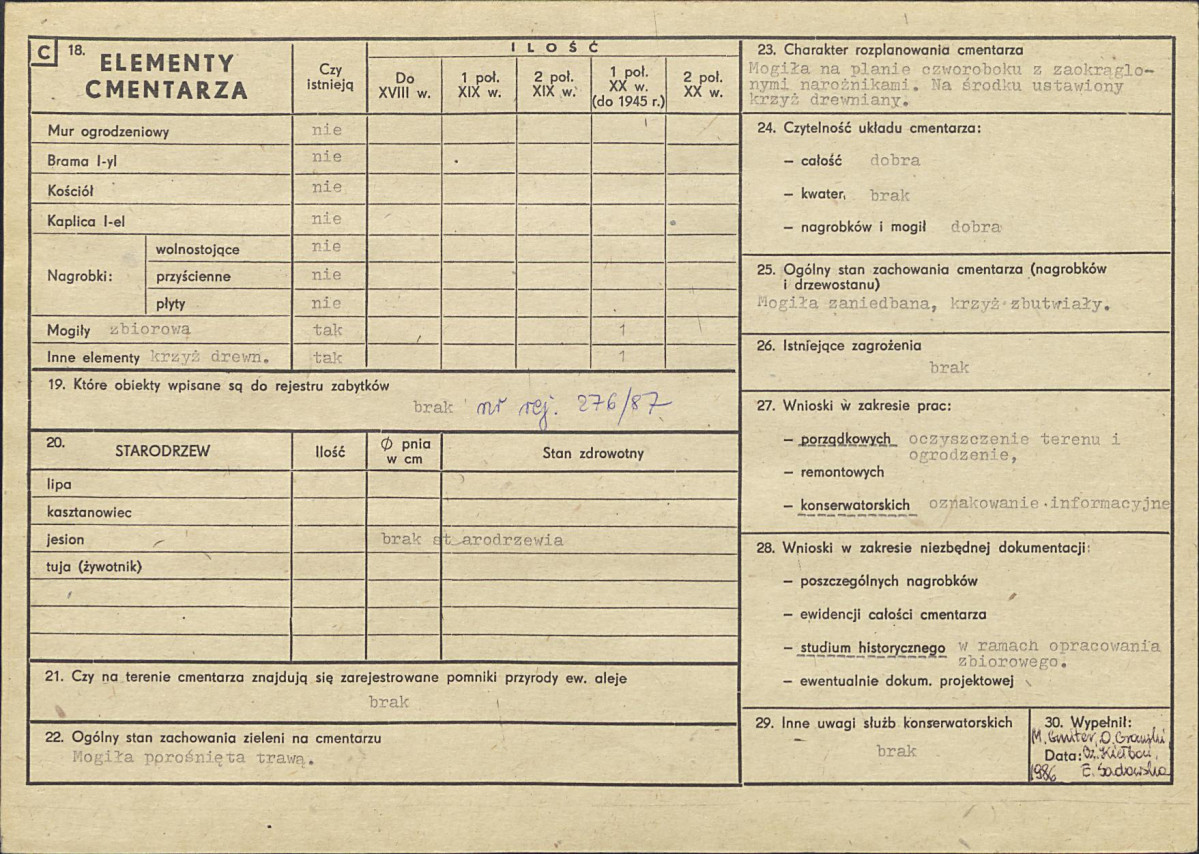 C 18. ELEMENTY
CMENTARZA
Czy
istnieją
ILOŚĆ
Do
XVIII w.
1 poł.
XIX w.
2 poł.
XIX w.
1 poł.
XX w.
(do 1945 r.)
2 poł.
XX w.
Mur ogrodzeniowy nie
Brama I-yl nie
Kościół nie
Kaplica I-el nie
Nagrobki:
wolnostojące nie
przyścienne nie
płyty nie
Mogiły zbiorowa tak 1
Inne elementy krzyż drewn. tak 1
19. Które obiekty wpisane są do rejestru zabytków
brak nr rej. 276/87
20. STARODRZEW Ilość Ø pnia
w cm
Stan zdrowotny
lipa
kasztanowiec
jesion brak st arodrzewia
tuja (żywotnik)
21. Czy na terenie cmentarza znajdują się zarejestrowane pomniki przyrody ew. aleje
brak
22. Ogólny stan zachowania zieleni na cmentarzu
Mogiła porośnięta trawą.
23. Charakter rozplanowania cmentarza
Mogiła na planie czworoboku z zaokrąglo-
nymi narożnikami. Na środku ustawiony
krzyż drewniany.
24. Czytelność układu cmentarza:
– całość dobra
– kwater, brak
– nagrobków i mogił dobra
25. Ogólny stan zachowania cmentarza (nagrobków
i drzewostanu)
Mogiła zaniedbana, krzyż zbutwiały.
26. Istniejące zagrożenia
brak
27. Wnioski w zakresie prac:
– porządkowych oczyszczenie terenu i
ogrodzenie,
– remontowych
– konserwatorskich oznakowanie informacyjne
28. Wnioski w zakresie niezbędnej dokumentacji:
– poszczególnych nagrobków
– ewidencji całości cmentarza
– studium historycznego w ramach opracowania
zbiorowego.
– ewentualnie dokum. projektowej
29. Inne uwagi służb konserwatorskich
brak
30. Wypełnił:
M. Gmiter, O.
Data:
1986 E. Sadowska